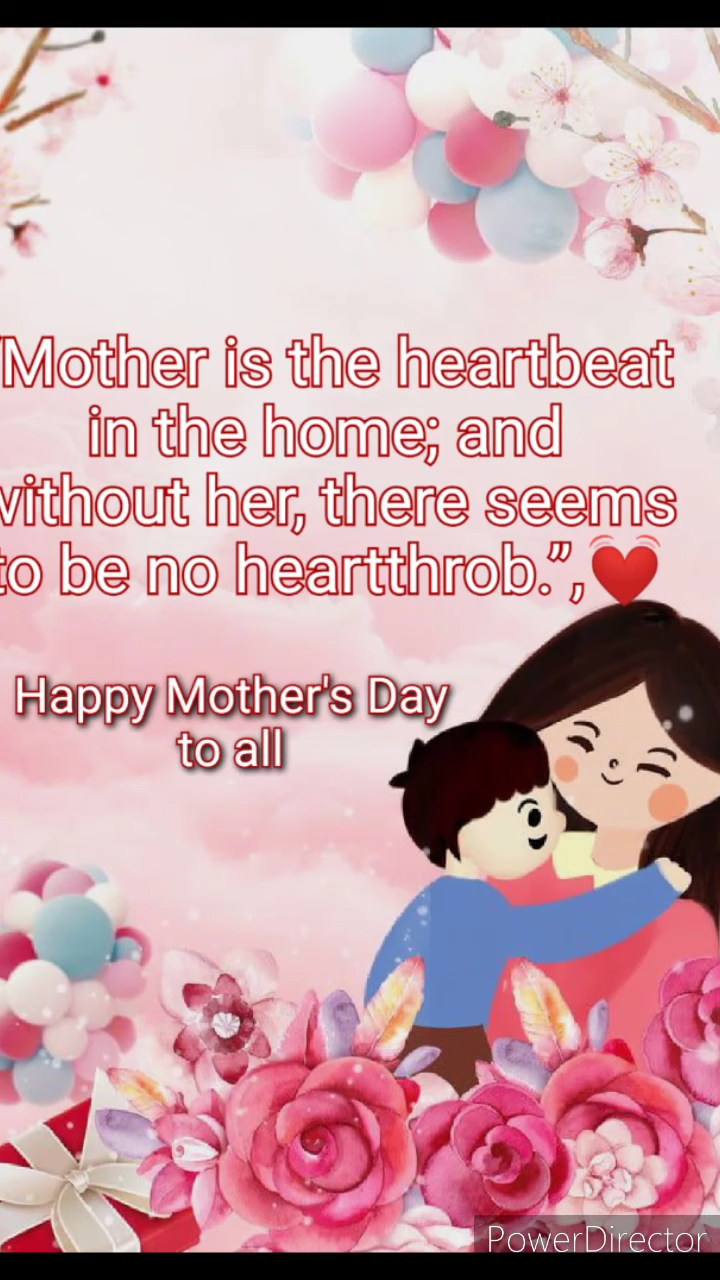 “Mother is the heartbeat
in the home; and
without her, there seems
to be no heartthrob.”,❤️
Happy Mother's Day
to all
PowerDirector